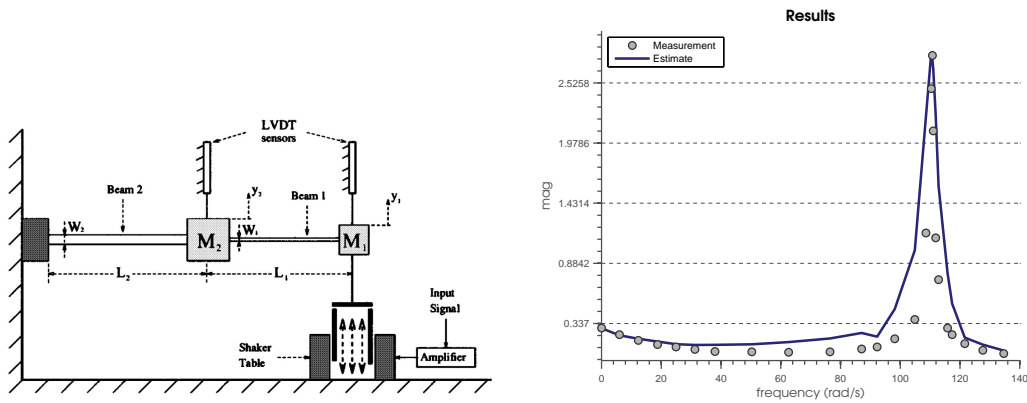 LVDT
sensors
Beam 2
y₂
Beam 1
y₁
W₂
M₂
W₁
M₁
L₂
L₁
Input
Signal
Shaker
Table
Amplifier
Results
Measurement
Estimate
mag
2.5258
1.9786
1.4314
0.8842
0.337
0 20 40 60 80 100 120 140
frequency (rad/s)